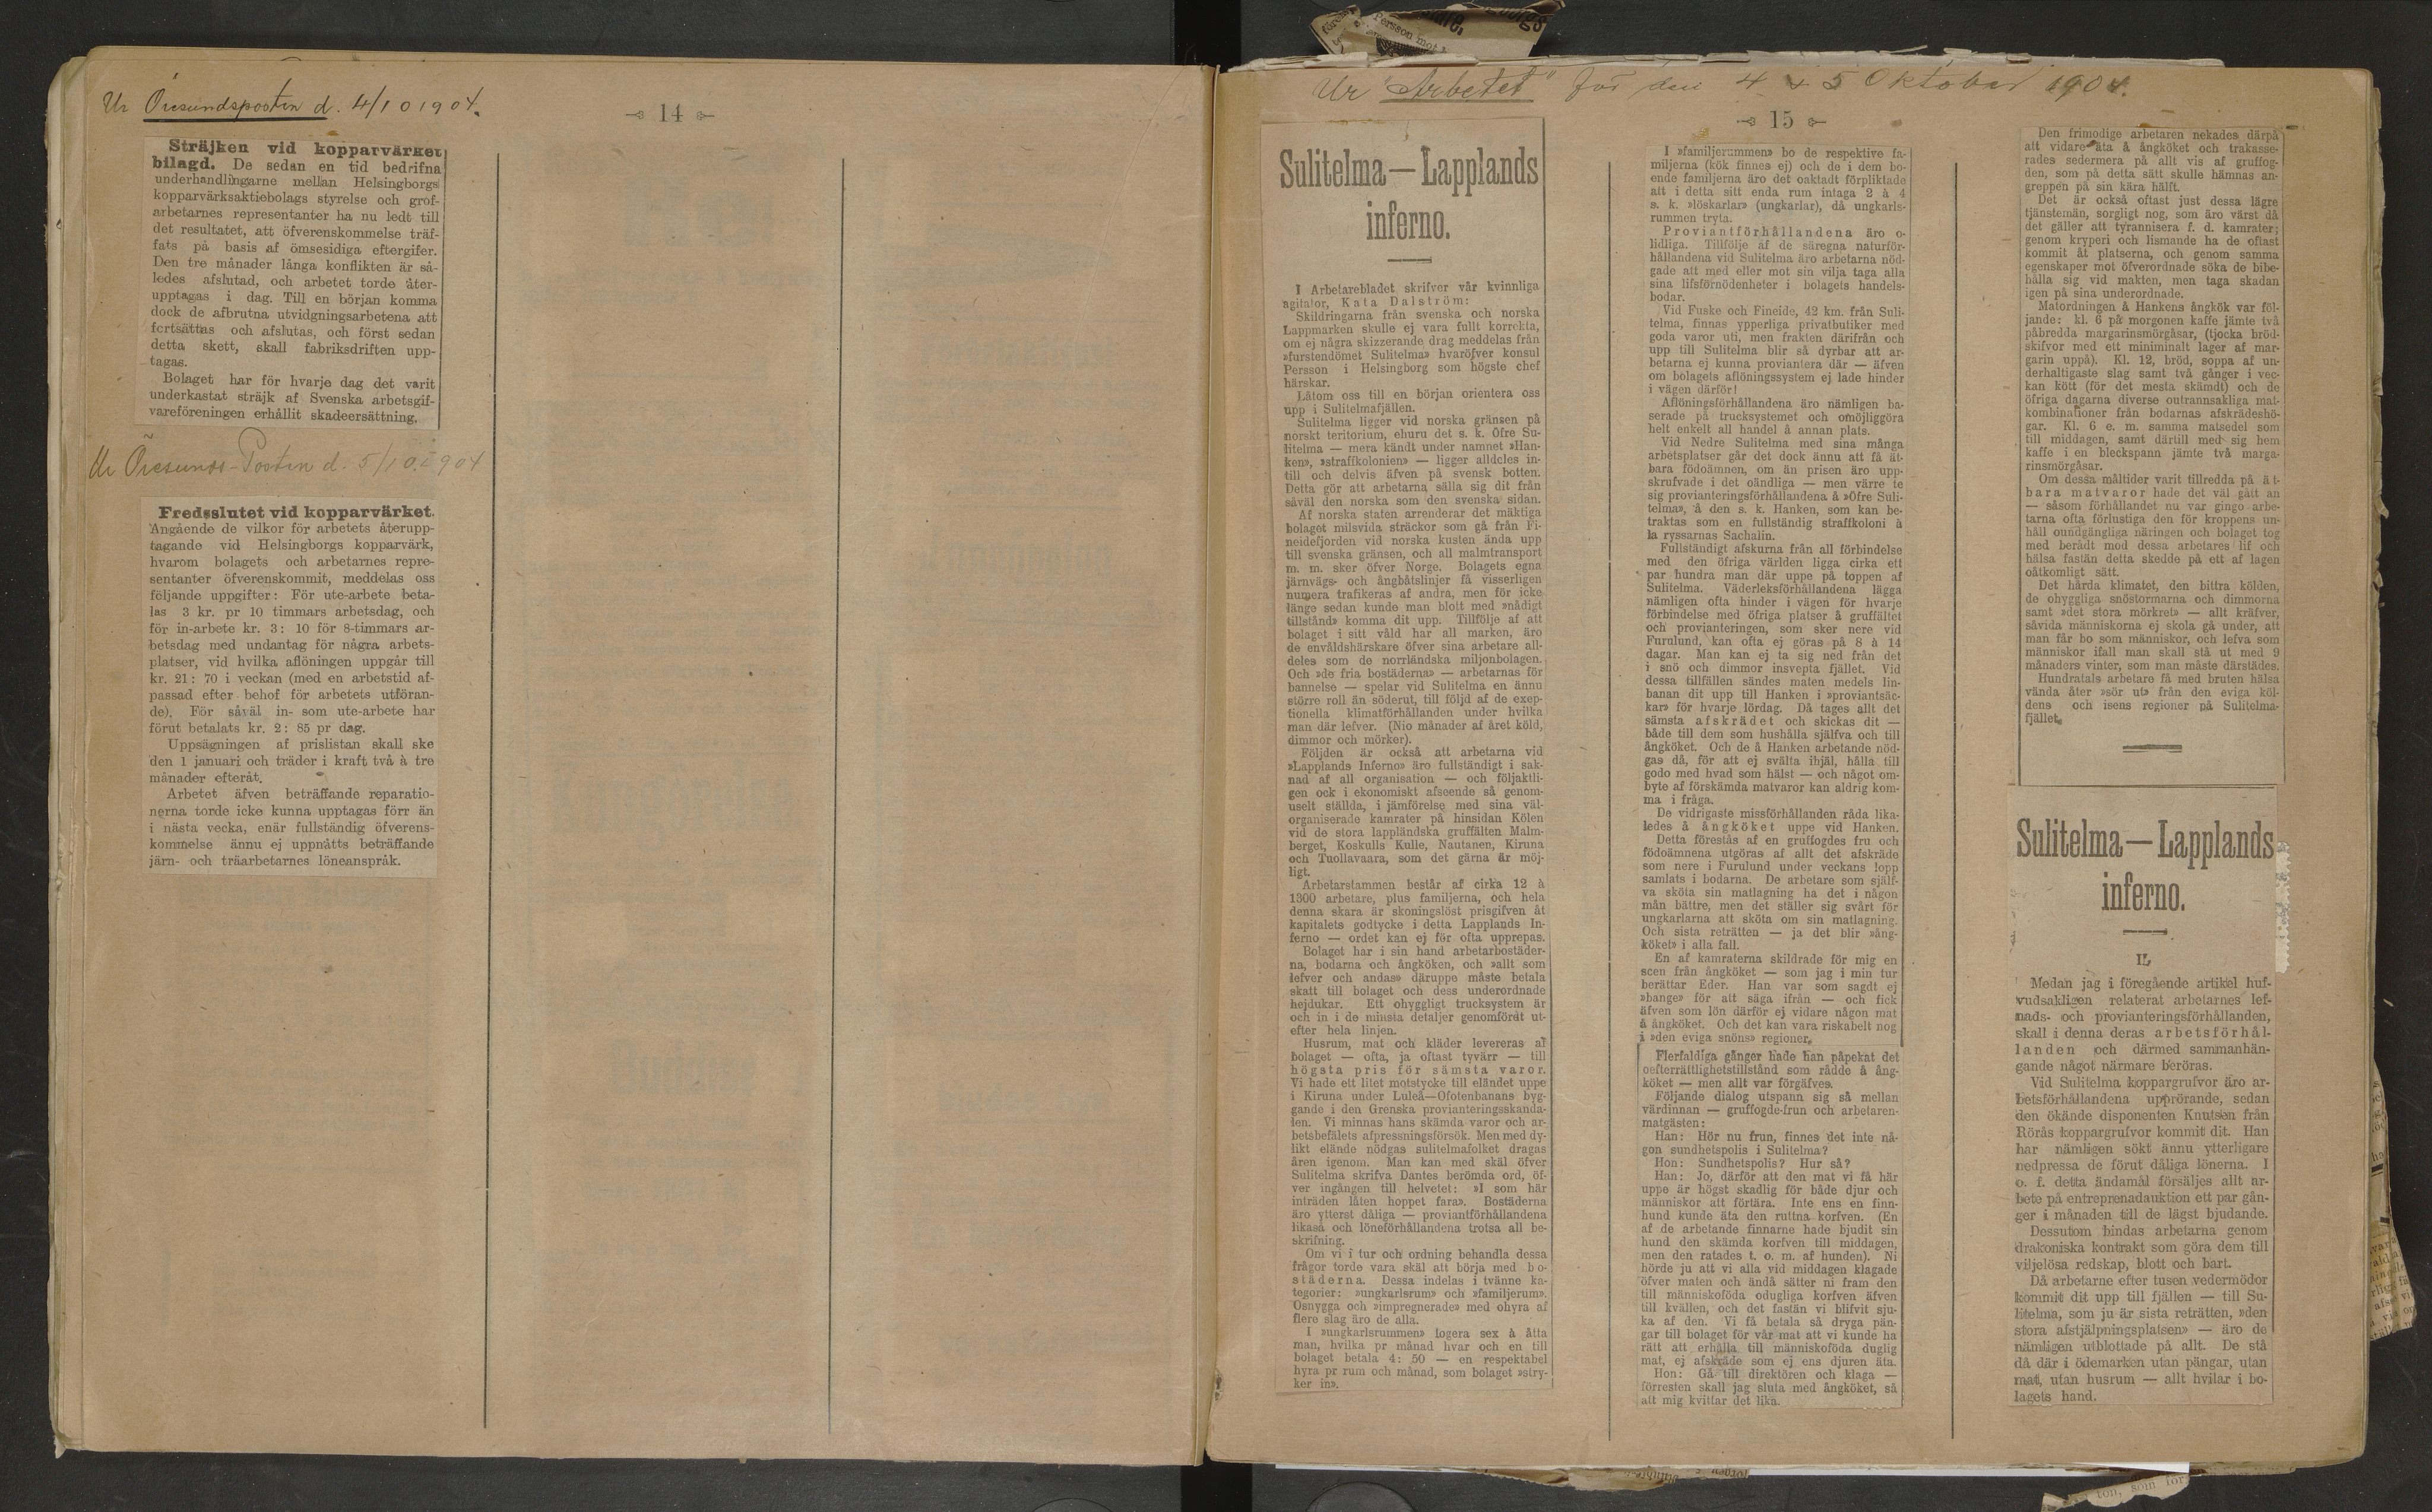 Ur Öresundsposten d. 4/10 1904.
14
Sträjken vid kopparvärket
bilagd. De sedan en tid bedrifna
underhandlingarne mellan Helsingborgs
kopparvärksaktiebolags styrelse och grof-
arbetarnes representanter ha nu ledt till
det resultatet, att öfverenskommelse träf-
fats på basis af ömsesidiga eftergifer.
Den tre månader långa konflikten är så-
ledes afslutad, och arbetet torde åter-
upptagas i dag. Till en början komma
dock de afbrutna utvidgningsarbetena att
fortsättas och afslutas, och först sedan
detta skett, skall fabriksdriften upp-
tagas.
Bolaget har för hvarje dag det varit
underkastat sträjk af Svenska arbetsgif-
vareföreningen erhållit skadeersättning.
Ur Öresunds-Posten d. 5/10 1904
Fredsslutet vid kopparvärket.
Angående de vilkor för arbetets återupp-
tagande vid Helsingborgs kopparvärk,
hvarom bolagets och arbetarnes repre-
sentanter öfverenskommit, meddelas oss
följande uppgifter: För ute-arbete beta-
las 3 kr. pr 10 timmars arbetsdag, och
för in-arbete kr. 3: 10 för 8-timmars ar-
betsdag med undantag för några arbets-
platser, vid hvilka aflöningen uppgår till
kr. 21: 70 i veckan (med en arbetstid af-
passad efter behof för arbetets utföran-
de). För såväl in- som ute-arbete har
förut betalats kr. 2: 85 pr dag.
Uppsägningen af prislistan skall ske
den 1 januari och träder i kraft två à tre
månader efteråt.
Arbetet äfven beträffande reparatio-
nerna torde icke kunna upptagas förr än
i nästa vecka, enär fullständig öfverens-
kommelse ännu ej uppnåtts beträffande
järn- och träarbetarnes löneanspråk.
Ur "Arbetet" för den 4 & 5 Oktober 1904.
15
Sulitelma—Lapplands
inferno.
I Arbetarebladet skrifver vår kvinnliga
agitator, Kata Dalström:
Skildringarna från svenska och norska
Lappmarken skulle ej vara fullt korrekta,
om ej några skizzerande drag meddelas från
»furstendömet Sulitelma» hvaröfver konsul
Persson i Helsingborg som högste chef
härskar.
Låtom oss till en början orientera oss
upp i Sulitelmafjällen.
Sulitelma ligger vid norska gränsen på
norskt teritorium, ehuru det s. k. Öfre Su-
litelma — mera kändt under namnet »Han-
ken», »straffkolonien» — ligger alldeles in-
till och delvis äfven på svensk botten.
Detta gör att arbetarna sälla sig dit från
såväl den norska som den svenska sidan.
Af norska staten arrenderar det mäktiga
bolaget milsvida sträckor som gå från Fi-
neidefjorden vid norska kusten ända upp
till svenska gränsen, och all malmtransport
m. m. sker öfver Norge. Bolagets egna
järnvägs- och ångbåtslinjer få visserligen
numera trafikeras af andra, men för icke
länge sedan kunde man blott med »nådigt
tillstånd» komma dit upp. Tillfölje af att
bolaget i sitt våld har all marken, äro
de enväldshärskare öfver sina arbetare all-
deles som de norrländska miljonbolagen.
Och »de fria bostäderna» — arbetarnas för
bannelse — spelar vid Sulitelma en ännu
större roll än söderut, till följd af de exep-
tionella klimatförhållanden under hvilka
man där lefver. (Nio månader af året köld,
dimmor och mörker).
Följden är också att arbetarna vid
»Lapplands Inferno» äro fullständigt i sak-
nad af all organisation — och följaktli-
gen ock i ekonomiskt afseende så genom-
uselt ställda, i jämförelse med sina väl-
organiserade kamrater på hinsidan Kölen
vid de stora lappländska gruffälten Malm-
berget, Koskulls Kulle, Nautanen, Kiruna
och Tuollavaara, som det gärna är möj-
ligt.
Arbetarstammen består af cirka 12 à
1300 arbetare, plus familjerna, och hela
denna skara är skoningslöst prisgifven åt
kapitalets godtycke i detta Lapplands In-
ferno — ordet kan ej för ofta upprepas.
Bolaget har i sin hand arbetarbostäder-
na, bodarna och ångköken, och »allt som
lefver och andas» däruppe måste betala
skatt till bolaget och dess underordnade
hejdukar. Ett ohyggligt trucksystem är
och in i de minsta detaljer genomfördt ut-
efter hela linjen.
Husrum, mat och kläder levereras af
bolaget — ofta, ja oftast tyvärr — till
högsta pris för sämsta varor.
Vi hade ett litet motstycke till eländet uppe
i Kiruna under Luleå—Ofotenbanans byg-
gande i den Grenska provianteringsskanda-
len. Vi minnas hans skämda varor och ar-
betsbefälets afpressningsförsök. Men med dy-
likt elände nödgas sulitelmafolket dragas
åren igenom. Man kan med skäl öfver
Sulitelma skrifva Dantes berömda ord, öf-
ver ingången till helvetet: »I som här
inträden låten hoppet fara». Bostäderna
äro ytterst dåliga — proviantförhållandena
likaså och löneförhållandena trotsa all be-
skrifning.
Om vi i tur och ordning behandla dessa
frågor torde vara skäl att börja med bo-
städerna. Dessa indelas i tvänne ka-
tegorier: »ungkarlsrum» och »familjerum».
Osnygga och »impregnerade» med ohyra af
flere slag äro de alla.
I »ungkarlsrummen» logera sex à åtta
man, hvilka pr månad hvar och en till
bolaget betala 4: 50 — en respektabel
hyra pr rum och månad, som bolaget »stry-
ker in».
I »familjerummen» bo de respektive fa-
miljerna (kök finnes ej) och de i dem bo-
ende familjerna äro det oaktadt förpliktade
att i detta sitt enda rum intaga 2 à 4
s. k. »löskarlar» (ungkarlar), då ungkarls-
rummen tryta.
Proviantförhållandena äro o-
lidliga. Tillfölje af de säregna naturför-
hållandena vid Sulitelma äro arbetarna nöd-
gade att med eller mot sin vilja taga alla
sina lifsförnödenheter i bolagets handels-
bodar.
Vid Fuske och Fineide, 42 km. från Suli-
telma, finnas ypperliga privatbutiker med
goda varor uti, men frakten därifrån och
upp till Sulitelma blir så dyrbar att ar-
betarna ej kunna proviantera där — äfven
om bolagets aflöningssystem ej lade hinder
i vägen därför!
Aflöningsförhållandena äro nämligen ba-
serade på trucksystemet och omöjliggöra
helt enkelt all handel å annan plats.
Vid Nedre Sulitelma med sina många
arbetsplatser går det dock ännu att få ät-
bara födoämnen, om än prisen äro upp-
skrufvade i det oändliga — men värre te
sig provianteringsförhållandena å »Öfre Suli-
telma», å den s. k. Hanken, som kan be-
traktas som en fullständig straffkoloni à
la ryssarnas Sachalin.
Fullständigt afskurna från all förbindelse
med den öfriga världen ligga cirka ett
par hundra man där uppe på toppen af
Sulitelma. Väderleksförhållandena lägga
nämligen ofta hinder i vägen för hvarje
förbindelse med öfriga platser å gruffältet
och provianteringen, som sker nere vid
Furulund, kan ofta ej göras på 8 à 14
dagar. Man kan ej ta sig ned från det
i snö och dimmor insvepta fjället. Vid
dessa tillfällen sändes maten medels lin-
banan dit upp till Hanken i »proviantsäc-
kar» för hvarje lördag. Då tages allt det
sämsta afskrädet och skickas dit —
både till dem som hushålla själfva och till
ångköket. Och de å Hanken arbetande nöd-
gas då, för att ej svälta ihjäl, hålla till
godo med hvad som hälst — och något om-
byte af förskämda matvaror kan aldrig kom-
ma i fråga.
De vidrigaste missförhållanden råda lika-
ledes å ångköket uppe vid Hanken.
Detta förestås af en gruffogdes fru och
födoämnena utgöras af allt det afskräde
som nere i Furulund under veckans lopp
samlats i bodarna. De arbetare som själf-
va sköta sin matlagning ha det i någon
mån bättre, men det ställer sig svårt för
ungkarlarna att sköta om sin matlagning.
Och sista reträtten — ja det blir »ång-
köket» i alla fall.
En af kamraterna skildrade för mig en
scen från ångköket — som jag i min tur
berättar Eder. Han var som sagdt ej
»bange» för att säga ifrån — och fick
äfven som lön därför ej vidare någon mat
å ångköket. Och det kan vara riskabelt nog
i »den eviga snöns» regioner.
Flerfaldiga gånger hade han påpekat det
oefterrättlighetstillstånd som rådde å ång-
köket — men allt var förgäfves.
Följande dialog utspann sig så mellan
värdinnan — gruffogde-frun och arbetaren-
matgästen:
Han: Hör nu frun, finnes det inte nå-
gon sundhetspolis i Sulitelma?
Hon: Sundhetspolis? Hur så?
Han: Jo, därför att den mat vi få här
uppe är högst skadlig för både djur och
människor att förtära. Inte ens en finn-
hund kunde äta den ruttna korfven. (En
af de arbetande finnarne hade bjudit sin
hund den skämda korfven till middagen,
men den ratades t. o. m. af hunden). Ni
hörde ju att vi alla vid middagen klagade
öfver maten och ändå sätter ni fram den
till människoföda odugliga korfven äfven
till kvällen, och det fastän vi blifvit sju-
ka af den. Vi få betala så dryga pän-
gar till bolaget för vår mat att vi kunde ha
rätt att erhålla till människoföda duglig
mat, ej afskräde som ej ens djuren äta.
Hon: Gå till direktören och klaga —
förresten skall jag sluta med ångköket, så
att mig kvittar det lika.
Den frimodige arbetaren nekades därpå
att vidare äta å ångköket och trakasse-
rades sedermera på allt vis af gruffog-
den, som på detta sätt skulle hämnas an-
greppen på sin kära hälft.
Det är också oftast just dessa lägre
tjänstemän, sorgligt nog, som äro värst då
det gäller att tyrannisera f. d. kamrater;
genom kryperi och lismande ha de oftast
kommit åt platserna, och genom samma
egenskaper mot öfverordnade söka de bibe-
hålla sig vid makten, men taga skadan
igen på sina underordnade.
Matordningen å Hankens ångkök var föl-
jande: kl. 6 på morgonen kaffe jämte två
påbredda margarinsmörgåsar, (tjocka bröd-
skifvor med ett miniminalt lager af mar-
garin uppå). Kl. 12, bröd, soppa af un-
derhaltigaste slag samt två gånger i vec-
kan kött (för det mesta skämdt) och de
öfriga dagarna diverse outrannsakliga mat-
kombinationer från bodarnas afskrädeshö-
gar. Kl. 6 e. m. samma matsedel som
till middagen, samt därtill med sig hem
kaffe i en bleckspann jämte två marga-
rinsmörgåsar.
Om dessa måltider varit tillredda på ät-
bara matvaror hade det väl gått an
— såsom förhållandet nu var gingo arbe-
tarna ofta förlustiga den för kroppens un-
håll oundgängliga näringen och bolaget tog
med berådt mod dessa arbetares lif och
hälsa fastän detta skedde på ett af lagen
oåtkomligt sätt.
Det hårda klimatet, den bittra kölden,
de ohyggliga snöstormarna och dimmorna
samt »det stora mörkret» — allt kräfver,
såvida människorna ej skola gå under, att
man får bo som människor, och lefva som
människor ifall man skall stå ut med 9
månaders vinter, som man måste därstädes.
Hundratals arbetare få med bruten hälsa
vända åter »sör ut» från den eviga köl-
dens och isens regioner på Sulitelma-
fjället.
Sulitelma—Lapplands
inferno.
II.
Medan jag i föregående artikel huf-
vudsakligen relaterat arbetarnes lef-
nads- och provianteringsförhållanden,
skall i denna deras arbetsförhål-
landen och därmed sammanhän-
gande något närmare beröras.
Vid Sulitelma koppargrufvor äro ar-
betsförhållandena upprörande, sedan
den ökände disponenten Knutsen från
Rörås koppargrufvor kommit dit. Han
har nämligen sökt ännu ytterligare
nedpressa de förut dåliga lönerna. I
o. f. detta ändamål försäljes allt ar-
bete på entreprenadauktion ett par gån-
ger i månaden till de lägst bjudande.
Dessutom bindas arbetarna genom
drakoniska kontrakt som göra dem till
viljelösa redskap, blott och bart.
Då arbetarne efter tusen vedermödor
kommit dit upp till fjällen — till Su-
litelma, som ju är sista reträtten, »den
stora afstjälpningsplatsen» — äro de
nämligen utblottade på allt. De stå
då där i ödemarken utan pängar, utan
mat, utan husrum — allt hvilar i bo-
lagets hand.